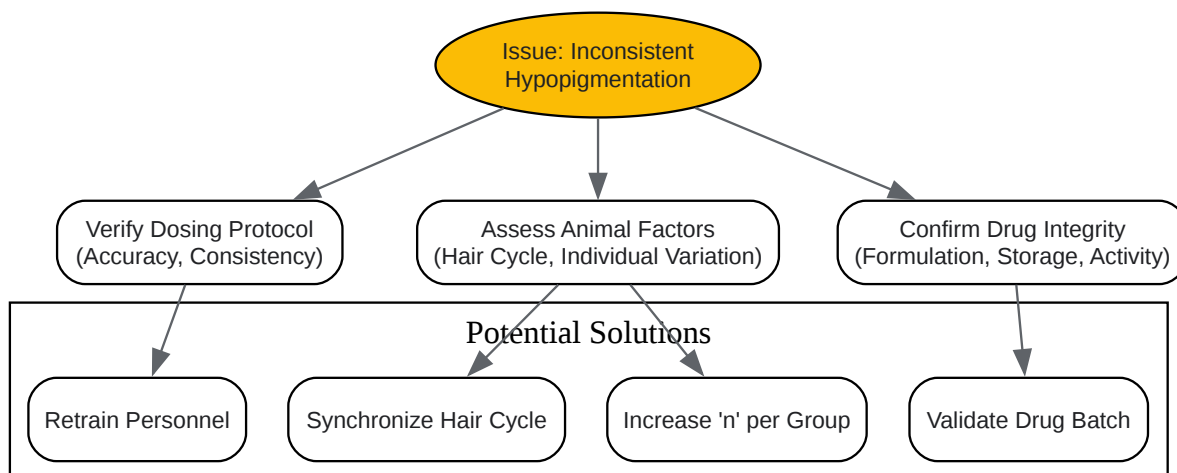 Issue: Inconsistent
Hypopigmentation
Verify Dosing Protocol
(Accuracy, Consistency)
Assess Animal Factors
(Hair Cycle, Individual Variation)
Confirm Drug Integrity
(Formulation, Storage, Activity)
Potential Solutions
Retrain Personnel
Synchronize Hair Cycle
Increase 'n' per Group
Validate Drug Batch